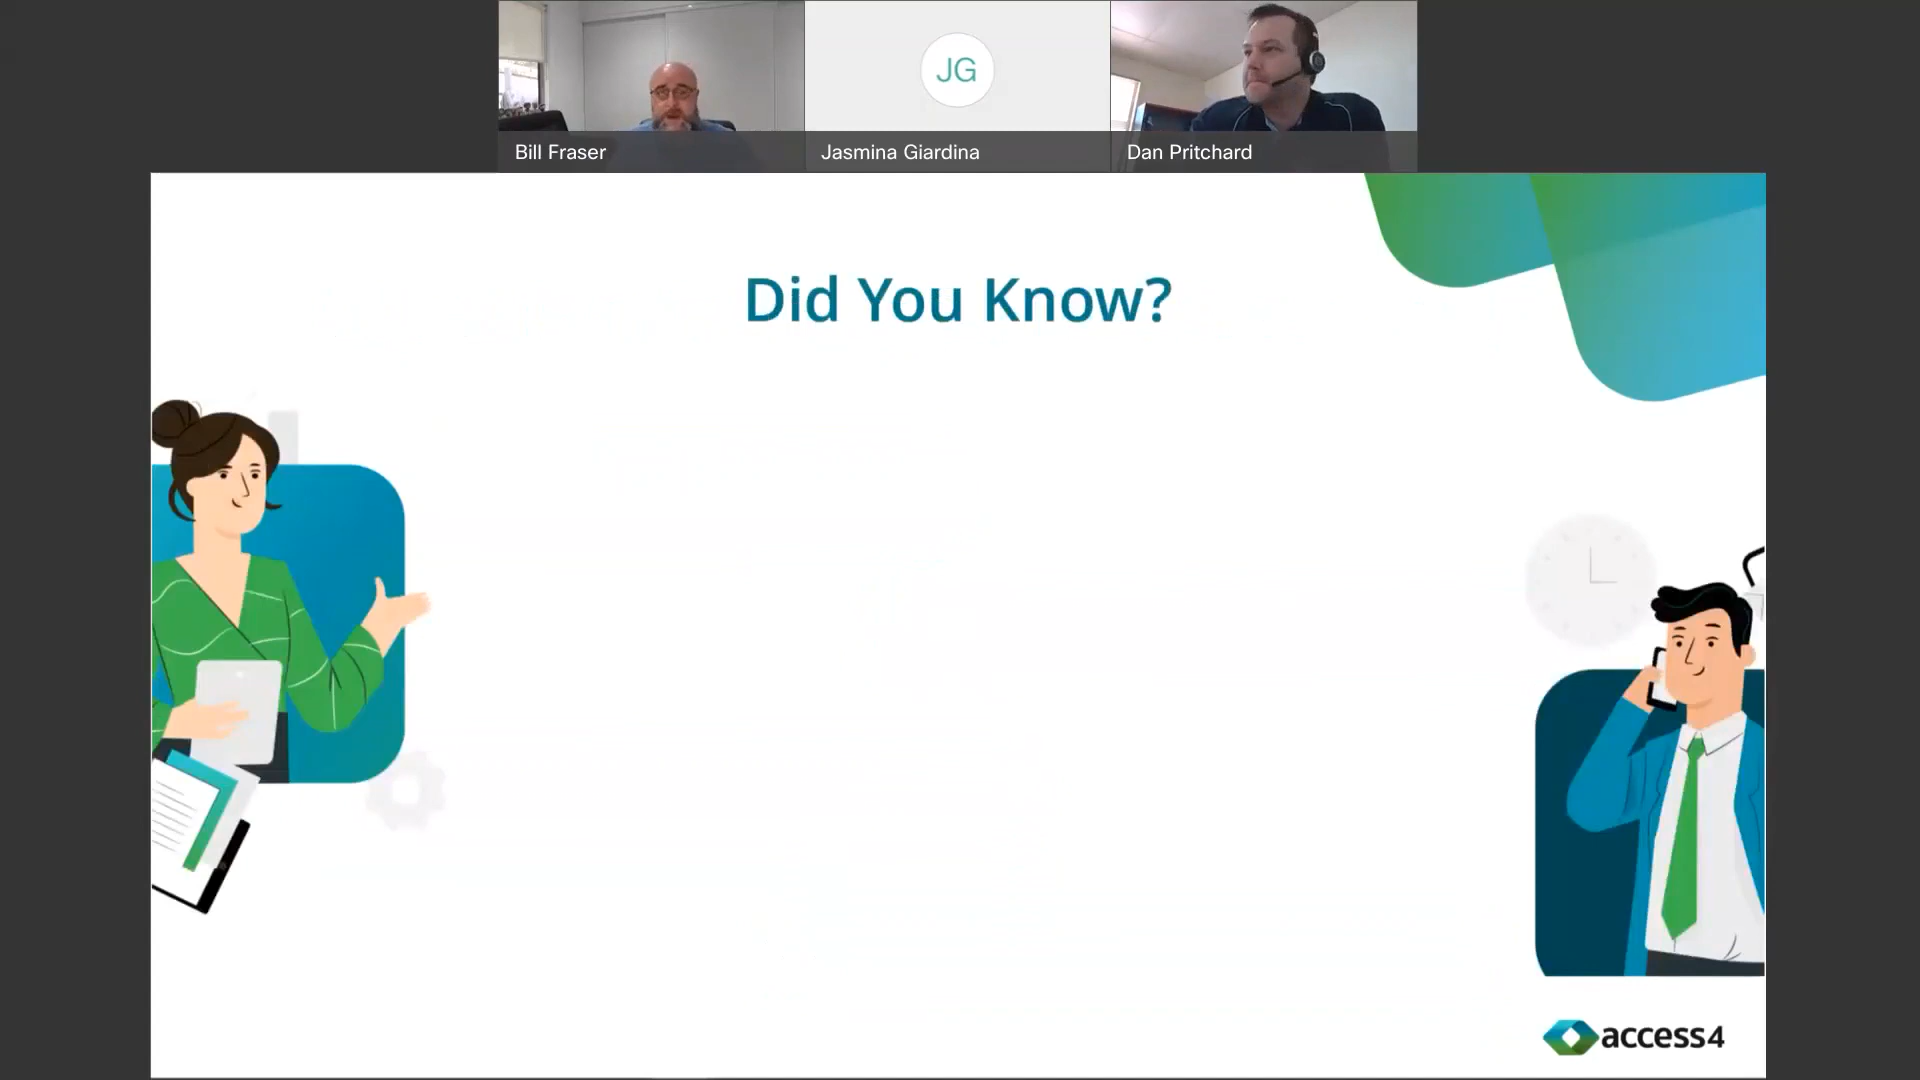 JG
Bill Fraser
Jasmina Giardina
Dan Pritchard
Did You Know?
access4